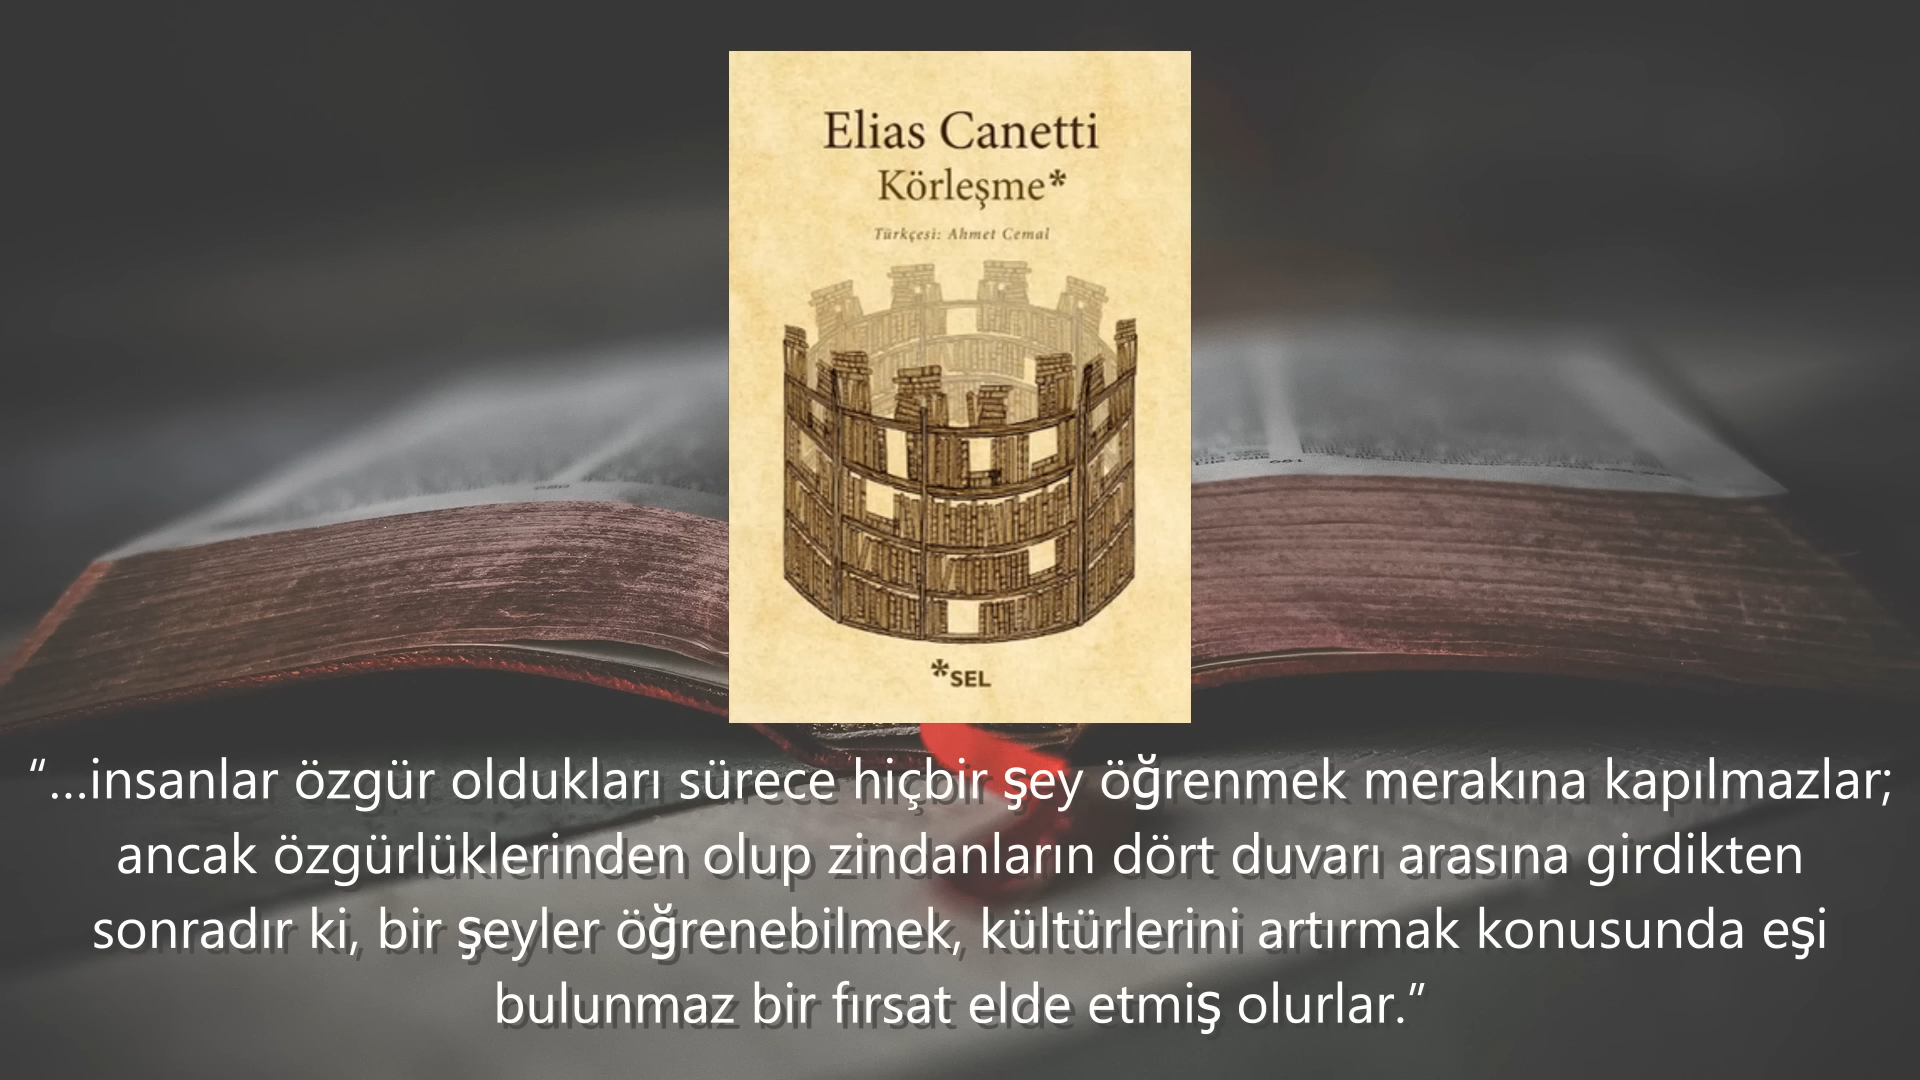 Elias Canetti
Körleşme*
Türkçesi: Ahmet Cemal
*SEL
“...insanlar özgür oldukları sürece hiçbir şey öğrenmek merakına kapılmazlar;
ancak özgürlüklerinden olup zindanların dört duvarı arasına girdikten
sonradır ki, bir şeyler öğrenebilmek, kültürlerini artırmak konusunda eşi
bulunmaz bir fırsat elde etmiş olurlar.”